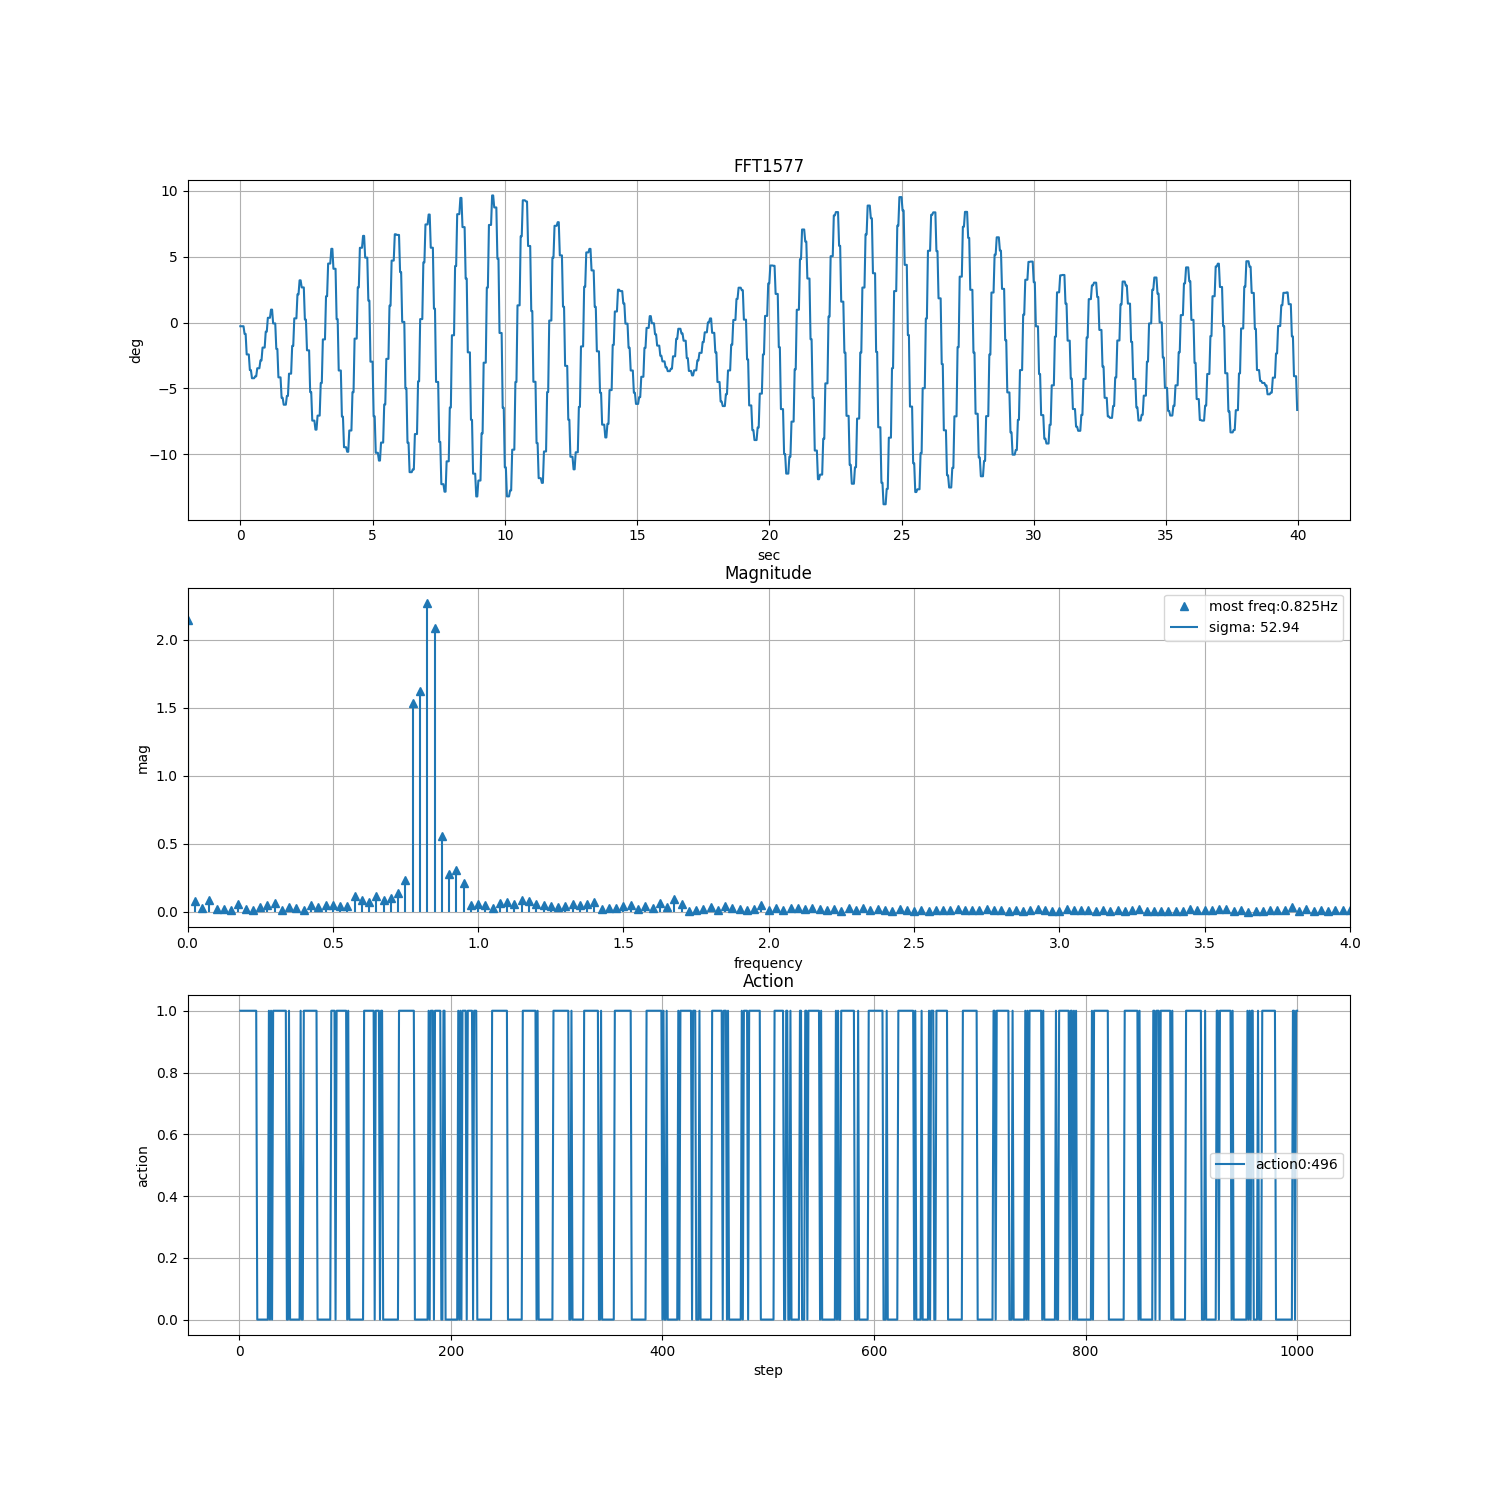 FFT1577
10
5
0
−5
−10
deg
0 5 10 15 20 25 30 35 40
sec
Magnitude
most freq:0.825Hz
sigma: 52.94
2.0
1.5
1.0
0.5
0.0
mag
0.0 0.5 1.0 1.5 2.0 2.5 3.0 3.5 4.0
frequency
Action
1.0
0.8
0.6
0.4
0.2
0.0
action
action0:496
0 200 400 600 800 1000
step